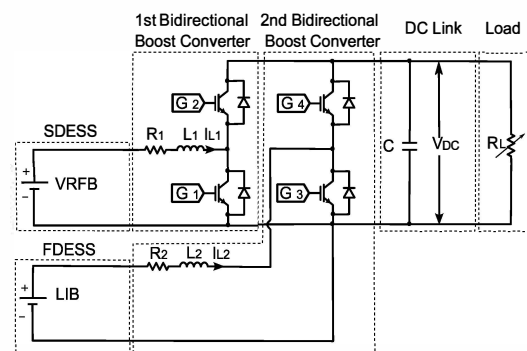 1st Bidirectional
Boost Converter
2nd Bidirectional
Boost Converter
DC Link
Load
G 2
G 4
SDESS
R1
L1
IL1
C
VDC
RL
+
VRFB
−
G 1
G 3
FDESS
R2
L2
IL2
+
LIB
−